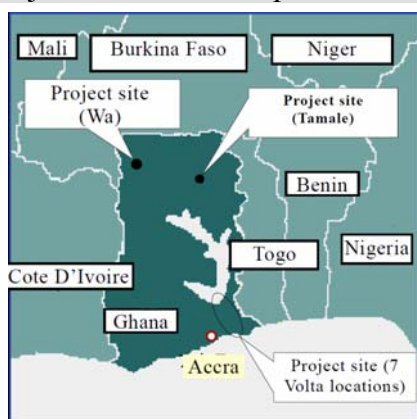 Mali
Burkina Faso
Niger
Project site
(Wa)
Project site
(Tamale)
Benin
Togo
Nigeria
Cote D'Ivoire
Ghana
Accra
Project site (7
Volta locations)